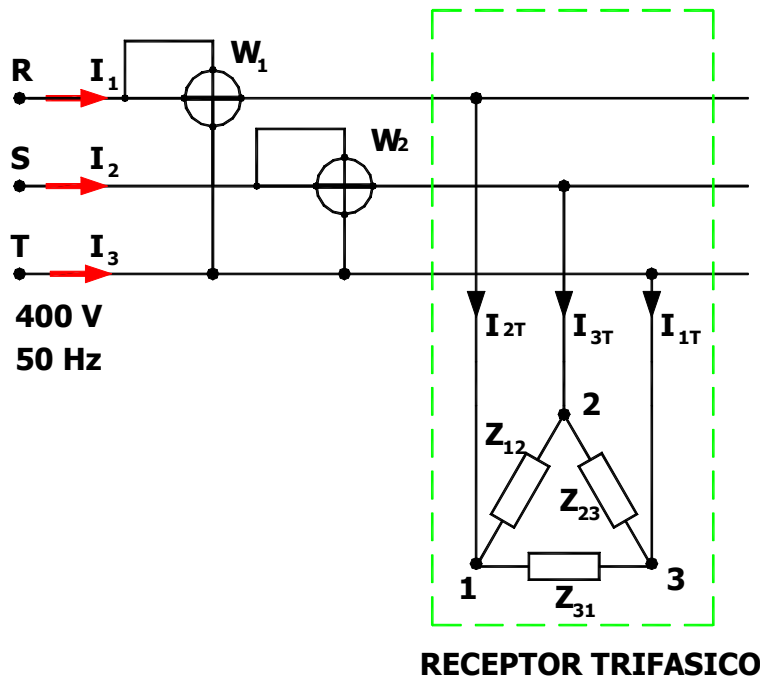 W1
R I1
W2
S I2
T I3
400 V
50 Hz
I2T I3T I1T
2
Z12
Z23
1 3
Z31
RECEPTOR TRIFASICO